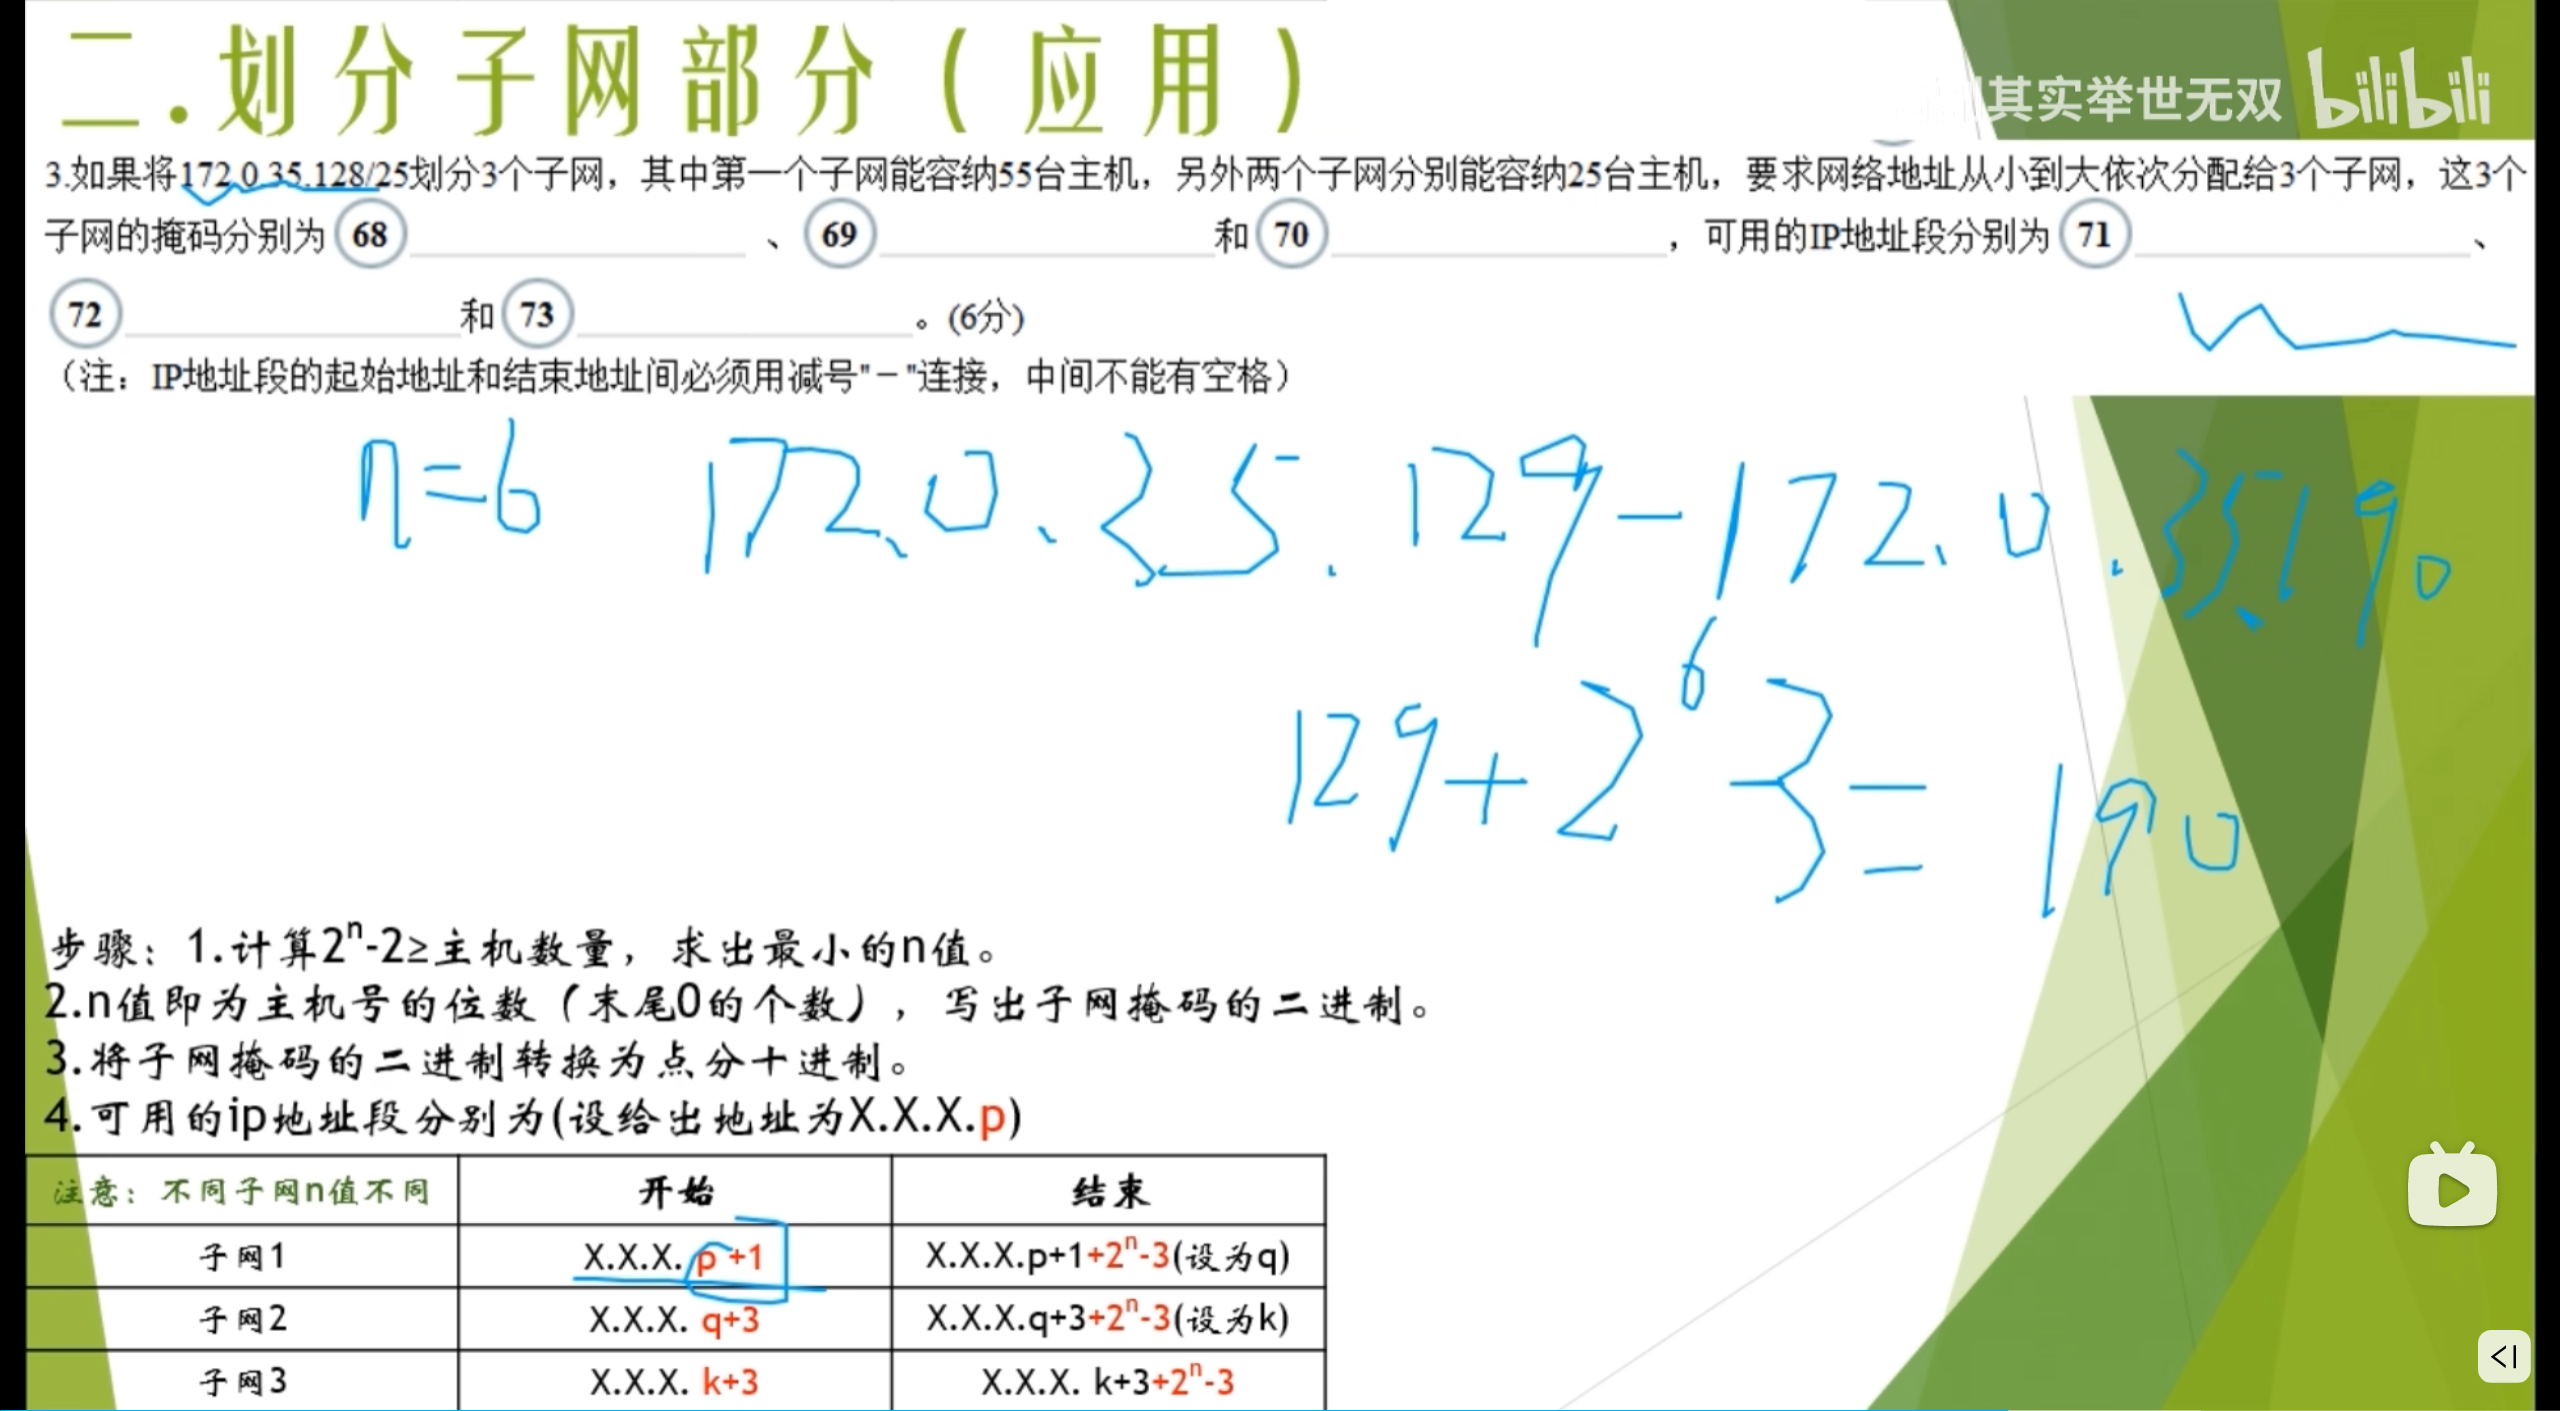 二.划分子网部分(应用)
其实举世无双 bilibili
3.如果将172.0.35.128/25划分3个子网，其中第一个子网能容纳55台主机，另外两个子网分别能容纳25台主机，要求网络地址从小到大依次分配给3个子网，这3个
子网的掩码分别为 68 、 69 和 70 ，可用的IP地址段分别为 71 、
72 和 73 。(6分)
（注：IP地址段的起始地址和结束地址间必须用减号"－"连接，中间不能有空格）
n=6 172.0.35.129-172.0.35.190
129+2⁶-3=190
步骤：1.计算2ⁿ-2≥主机数量，求出最小的n值。
2.n值即为主机号的位数（末尾0的个数），写出子网掩码的二进制。
3.将子网掩码的二进制转换为点分十进制。
4.可用的ip地址段分别为(设给出地址为X.X.X.p)
注意：不同子网n值不同 开始 结束
子网1 X.X.X. p+1 X.X.X.p+1+2ⁿ-3(设为q)
子网2 X.X.X. q+3 X.X.X.q+3+2ⁿ-3(设为k)
子网3 X.X.X. k+3 X.X.X. k+3+2ⁿ-3